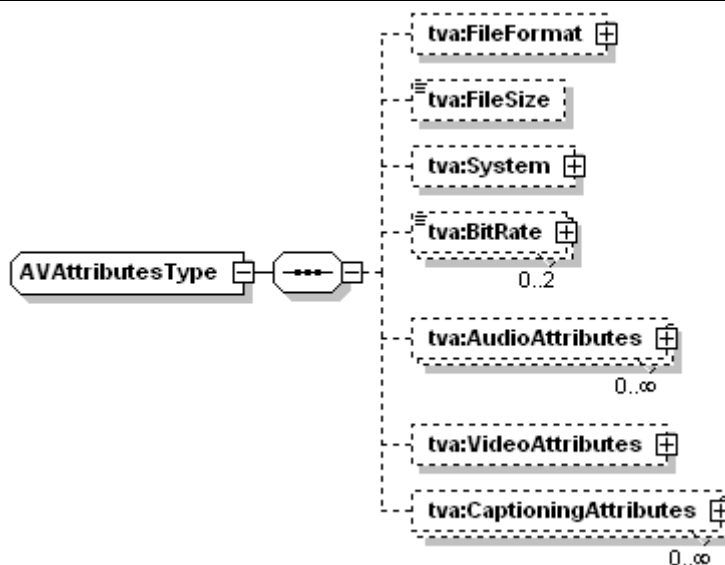 tva:FileFormat
tva:FileSize
tva:System
tva:BitRate
0..2
AVAttributesType
tva:AudioAttributes
0..∞
tva:VideoAttributes
tva:CaptioningAttributes
0..∞